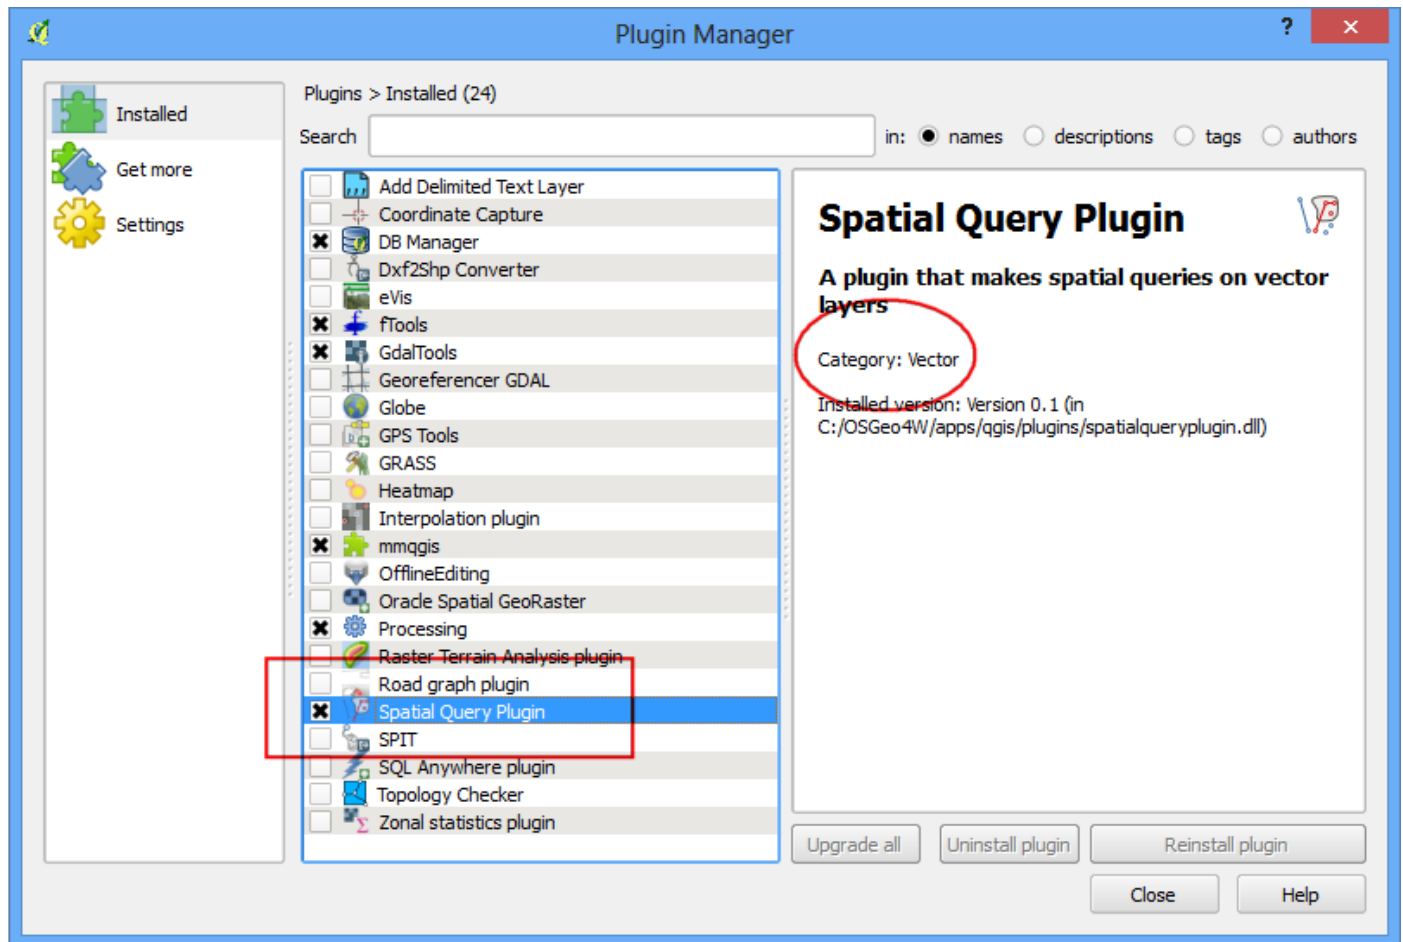 Plugin Manager
?
Installed
Get more
Settings
Plugins > Installed (24)
Search
in: names descriptions tags authors
Add Delimited Text Layer
Coordinate Capture
DB Manager
Dxf2Shp Converter
eVis
fTools
GdalTools
Georeferencer GDAL
Globe
GPS Tools
GRASS
Heatmap
Interpolation plugin
mmqgis
OfflineEditing
Oracle Spatial GeoRaster
Processing
Raster Terrain Analysis plugin
Road graph plugin
Spatial Query Plugin
SPIT
SQL Anywhere plugin
Topology Checker
Zonal statistics plugin
Spatial Query Plugin
A plugin that makes spatial queries on vector
layers
Category: Vector
Installed version: Version 0.1 (in
C:/OSGeo4W/apps/qgis/plugins/spatialqueryplugin.dll)
Upgrade all
Uninstall plugin
Reinstall plugin
Close
Help